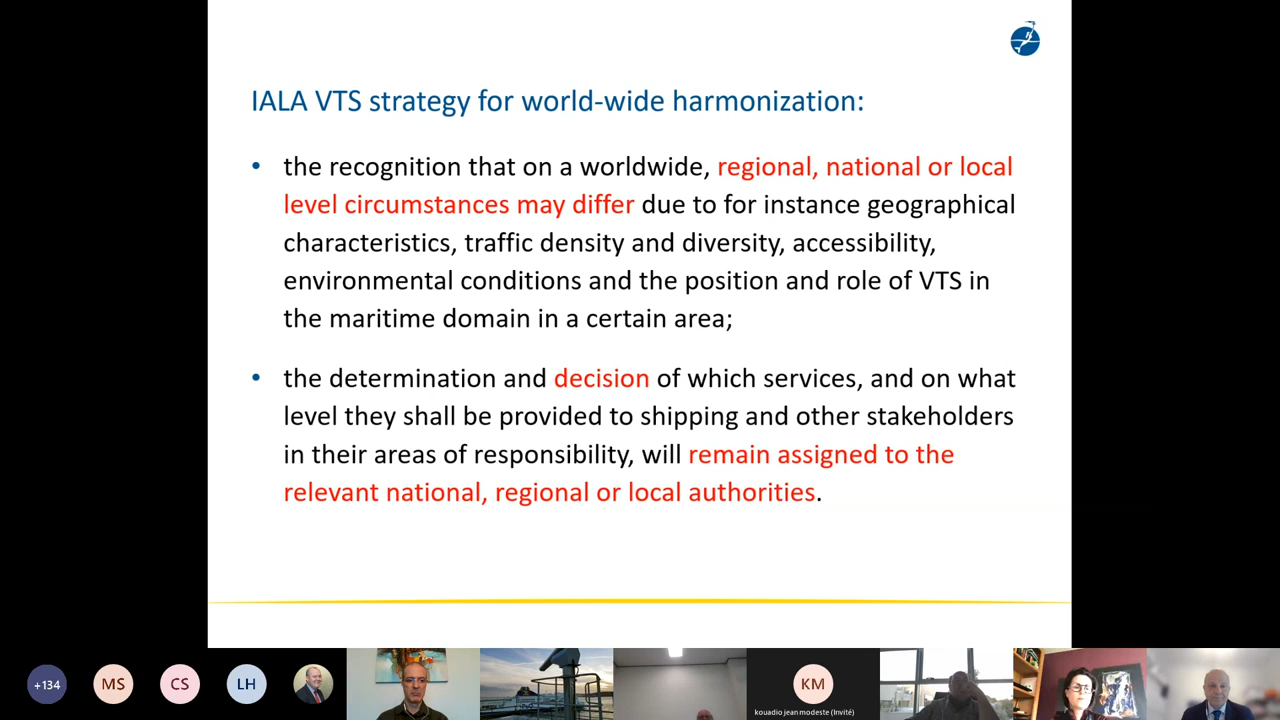 IALA VTS strategy for world-wide harmonization:
• the recognition that on a worldwide, regional, national or local
level circumstances may differ due to for instance geographical
characteristics, traffic density and diversity, accessibility,
environmental conditions and the position and role of VTS in
the maritime domain in a certain area;
• the determination and decision of which services, and on what
level they shall be provided to shipping and other stakeholders
in their areas of responsibility, will remain assigned to the
relevant national, regional or local authorities.
+134
MS
CS
LH
KM
kouadio jean modeste (Invité)